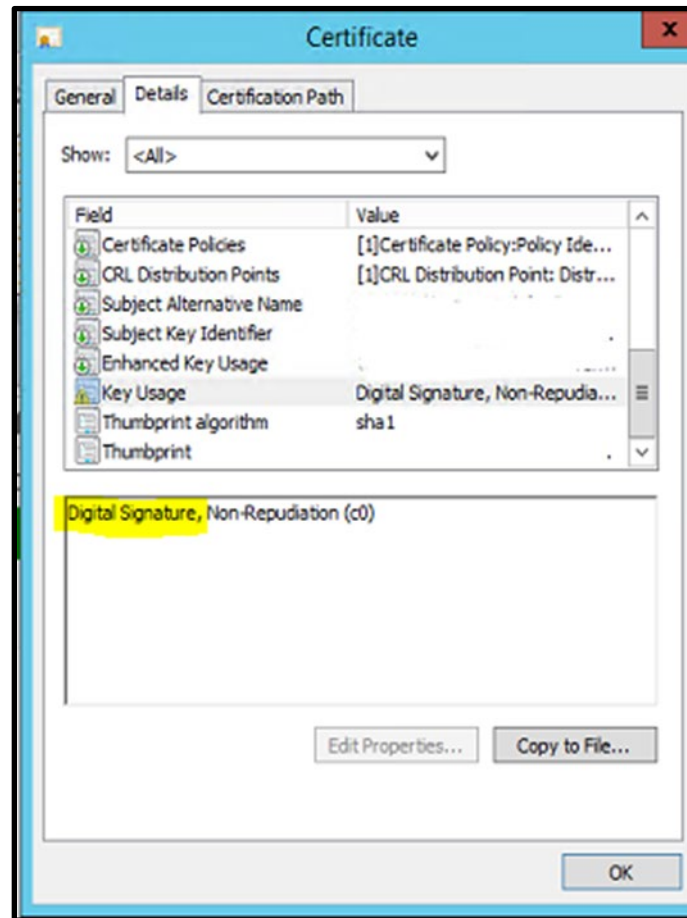 Certificate
x
General Details Certification Path
Show: <All>
Field Value
Certificate Policies [1]Certificate Policy:Policy Ide...
CRL Distribution Points [1]CRL Distribution Point: Distr...
Subject Alternative Name
Subject Key Identifier
Enhanced Key Usage
Key Usage Digital Signature, Non-Repudia...
Thumbprint algorithm sha1
Thumbprint
Digital Signature, Non-Repudiation (c0)
Edit Properties... Copy to File...
OK